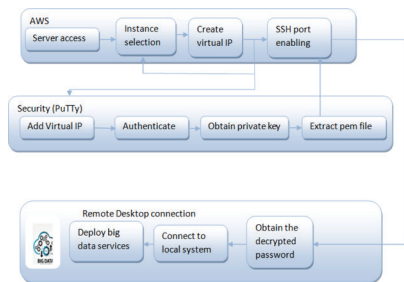 AWS
Server access
Instance
selection
Create
virtual IP
SSH port
enabling
Security (PuTTy)
Add Virtual IP
Authenticate
Obtain private key
Extract pem file
Remote Desktop connection
BIG DATA
Deploy big
data services
Connect to
local system
Obtain the
decrypted
password